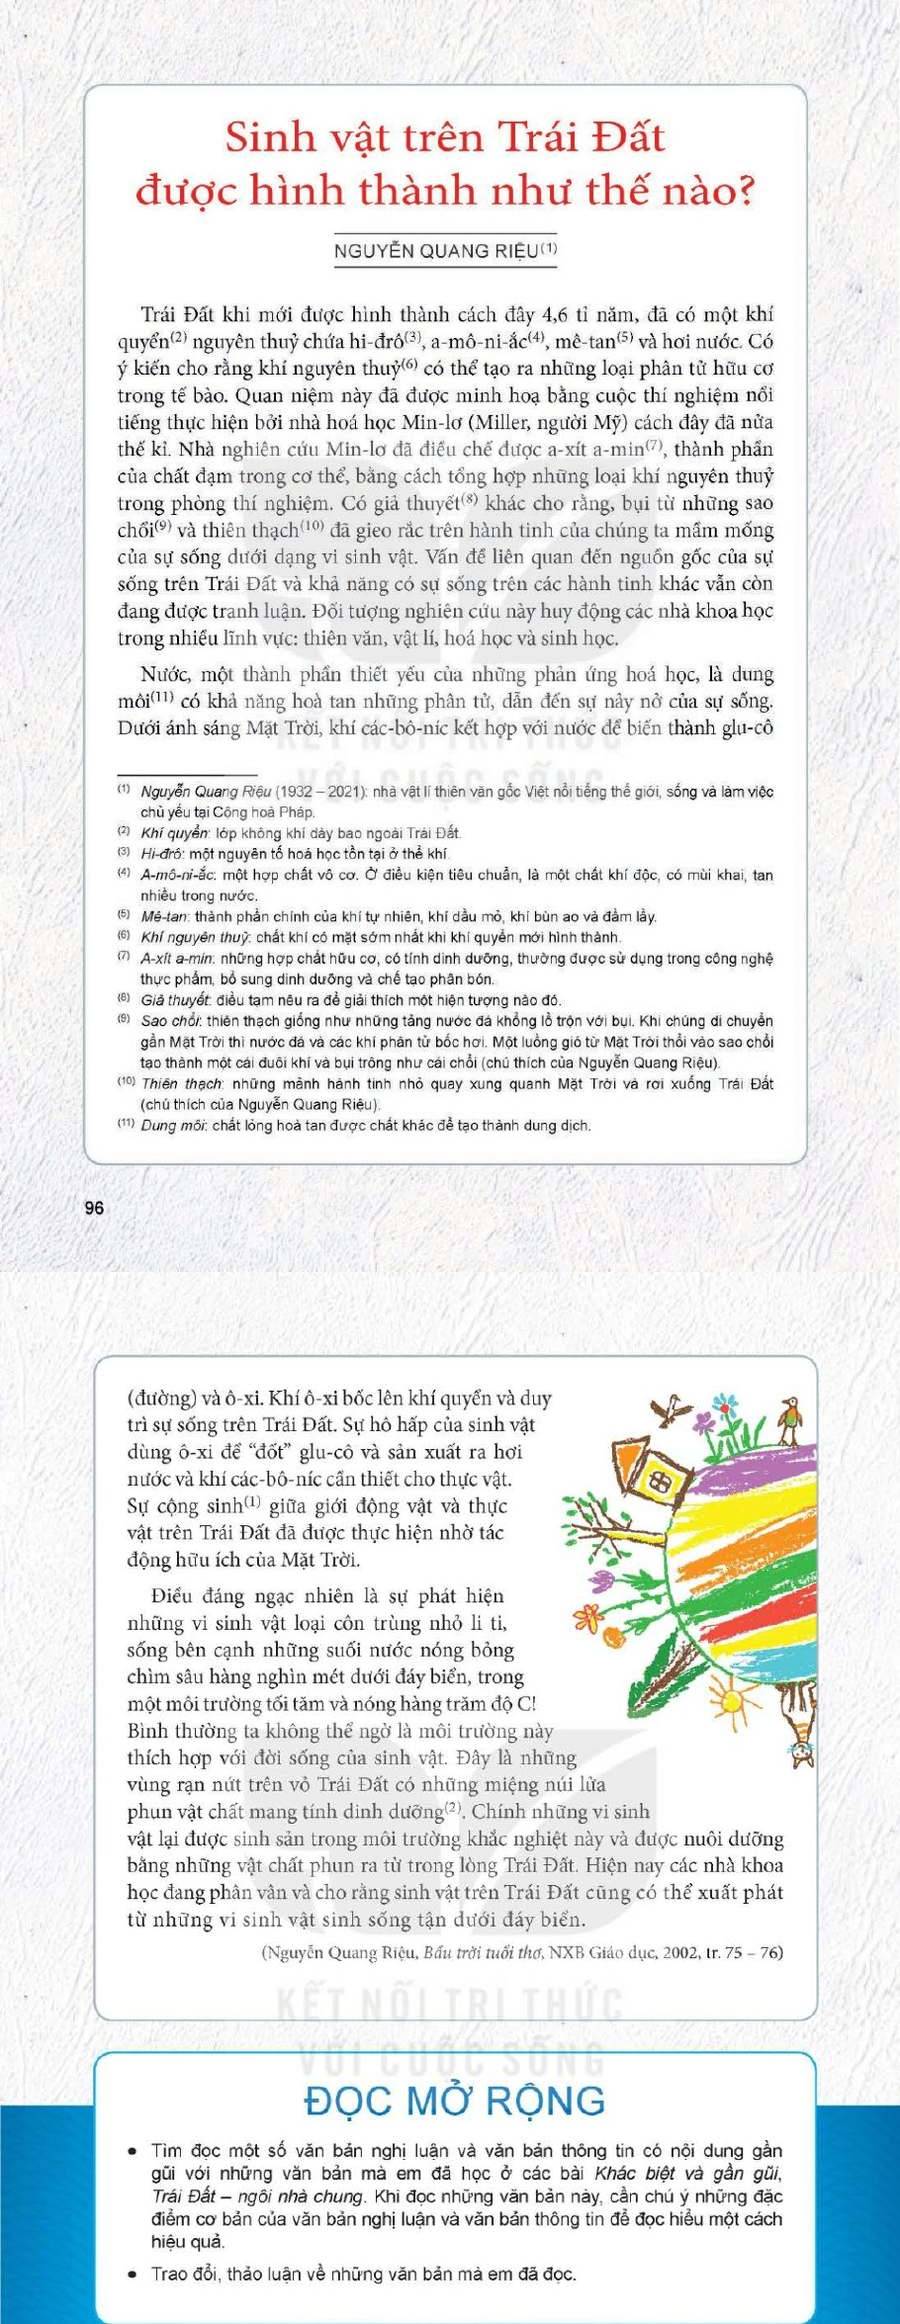 Sinh vật trên Trái Đất
được hình thành như thế nào?
NGUYỄN QUANG RIỆU(1)
Trái Đất khi mới được hình thành cách đây 4,6 tỉ năm, đã có một khí
quyển(2) nguyên thuỷ chứa hi-đrô(3), a-mô-ni-ắc(4), mê-tan(5) và hơi nước. Có
ý kiến cho rằng khí nguyên thuỷ(6) có thể tạo ra những loại phân tử hữu cơ
trong tế bào. Quan niệm này đã được minh hoạ bằng cuộc thí nghiệm nổi
tiếng thực hiện bởi nhà hoá học Min-lơ (Miller, người Mỹ) cách đây đã nửa
thế kỉ. Nhà nghiên cứu Min-lơ đã điều chế được a-xít a-min(7), thành phần
của chất đạm trong cơ thể, bằng cách tổng hợp những loại khí nguyên thuỷ
trong phòng thí nghiệm. Có giả thuyết(8) khác cho rằng, bụi từ những sao
chổi(9) và thiên thạch(10) đã gieo rắc trên hành tinh của chúng ta mầm mống
của sự sống dưới dạng vi sinh vật. Vấn đề liên quan đến nguồn gốc của sự
sống trên Trái Đất và khả năng có sự sống trên các hành tinh khác vẫn còn
đang được tranh luận. Đối tượng nghiên cứu này huy động các nhà khoa học
trong nhiều lĩnh vực: thiên văn, vật lí, hoá học và sinh học.
Nước, một thành phần thiết yếu của những phản ứng hoá học, là dung
môi(11) có khả năng hoà tan những phân tử, dẫn đến sự nảy nở của sự sống.
Dưới ánh sáng Mặt Trời, khí các-bô-níc kết hợp với nước để biến thành glu-cô
KẾT NỐI TRI THỨC
VỚI CUỘC SỐNG
(1) Nguyễn Quang Riệu (1932 – 2021): nhà vật lí thiên văn gốc Việt nổi tiếng thế giới, sống và làm việc
chủ yếu tại Cộng hoà Pháp.
(2) Khí quyển: lớp không khí dày bao ngoài Trái Đất.
(3) Hi-đrô: một nguyên tố hoá học tồn tại ở thể khí.
(4) A-mô-ni-ắc: một hợp chất vô cơ. Ở điều kiện tiêu chuẩn, là một chất khí độc, có mùi khai, tan
nhiều trong nước.
(5) Mê-tan: thành phần chính của khí tự nhiên, khí dầu mỏ, khí bùn ao và đầm lầy.
(6) Khí nguyên thuỷ: chất khí có mặt sớm nhất khi khí quyển mới hình thành.
(7) A-xít a-min: những hợp chất hữu cơ, có tính dinh dưỡng, thường được sử dụng trong công nghệ
thực phẩm, bổ sung dinh dưỡng và chế tạo phân bón.
(8) Giả thuyết: điều tạm nêu ra để giải thích một hiện tượng nào đó.
(9) Sao chổi: thiên thạch giống như những tảng nước đá khổng lồ trộn với bụi. Khi chúng di chuyển
gần Mặt Trời thì nước đá và các khí phân tử bốc hơi. Một luồng gió từ Mặt Trời thổi vào sao chổi
tạo thành một cái đuôi khí và bụi trông như cái chổi (chú thích của Nguyễn Quang Riệu).
(10) Thiên thạch: những mảnh hành tinh nhỏ quay xung quanh Mặt Trời và rơi xuống Trái Đất
(chú thích của Nguyễn Quang Riệu).
(11) Dung môi: chất lỏng hoà tan được chất khác để tạo thành dung dịch.
96
(đường) và ô-xi. Khí ô-xi bốc lên khí quyển và duy
trì sự sống trên Trái Đất. Sự hô hấp của sinh vật
dùng ô-xi để “đốt” glu-cô và sản xuất ra hơi
nước và khí các-bô-níc cần thiết cho thực vật.
Sự cộng sinh(1) giữa giới động vật và thực
vật trên Trái Đất đã được thực hiện nhờ tác
động hữu ích của Mặt Trời.
Điều đáng ngạc nhiên là sự phát hiện
những vi sinh vật loại côn trùng nhỏ li ti,
sống bên cạnh những suối nước nóng bỏng
chìm sâu hàng nghìn mét dưới đáy biển, trong
một môi trường tối tăm và nóng hàng trăm độ C!
Bình thường ta không thể ngờ là môi trường này
thích hợp với đời sống của sinh vật. Đây là những
vùng rạn nứt trên vỏ Trái Đất có những miệng núi lửa
phun vật chất mang tính dinh dưỡng(2). Chính những vi sinh
vật lại được sinh sản trong môi trường khắc nghiệt này và được nuôi dưỡng
bằng những vật chất phun ra từ trong lòng Trái Đất. Hiện nay các nhà khoa
học đang phân vân và cho rằng sinh vật trên Trái Đất cũng có thể xuất phát
từ những vi sinh vật sinh sống tận dưới đáy biển.
(Nguyễn Quang Riệu, Bầu trời tuổi thơ, NXB Giáo dục, 2002, tr. 75 – 76)
KẾT NỐI TRI THỨC
VỚI CUỘC SỐNG
ĐỌC MỞ RỘNG
• Tìm đọc một số văn bản nghị luận và văn bản thông tin có nội dung gần
gũi với những văn bản mà em đã học ở các bài Khác biệt và gần gũi,
Trái Đất – ngôi nhà chung. Khi đọc những văn bản này, cần chú ý những đặc
điểm cơ bản của văn bản nghị luận và văn bản thông tin để đọc hiểu một cách
hiệu quả.
• Trao đổi, thảo luận về những văn bản mà em đã đọc.